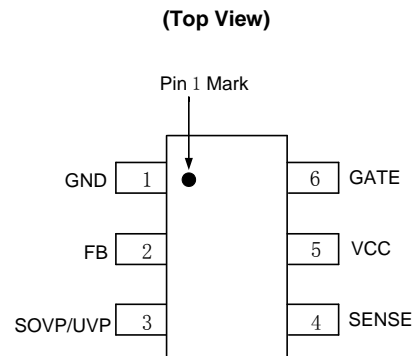 (Top View)
Pin 1 Mark
GND 1 6 GATE
FB 2 5 VCC
SOVP/UVP 3 4 SENSE